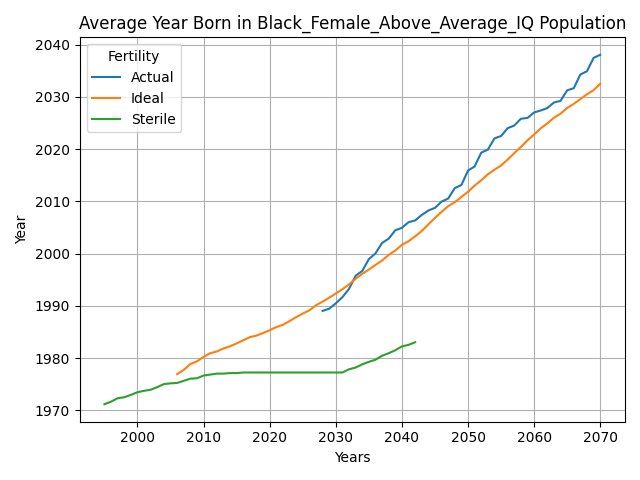 Average Year Born in Black_Female_Above_Average_IQ Population
Fertility
Actual
Ideal
Sterile
Year
2040
2030
2020
2010
2000
1990
1980
1970
2000 2010 2020 2030 2040 2050 2060 2070
Years